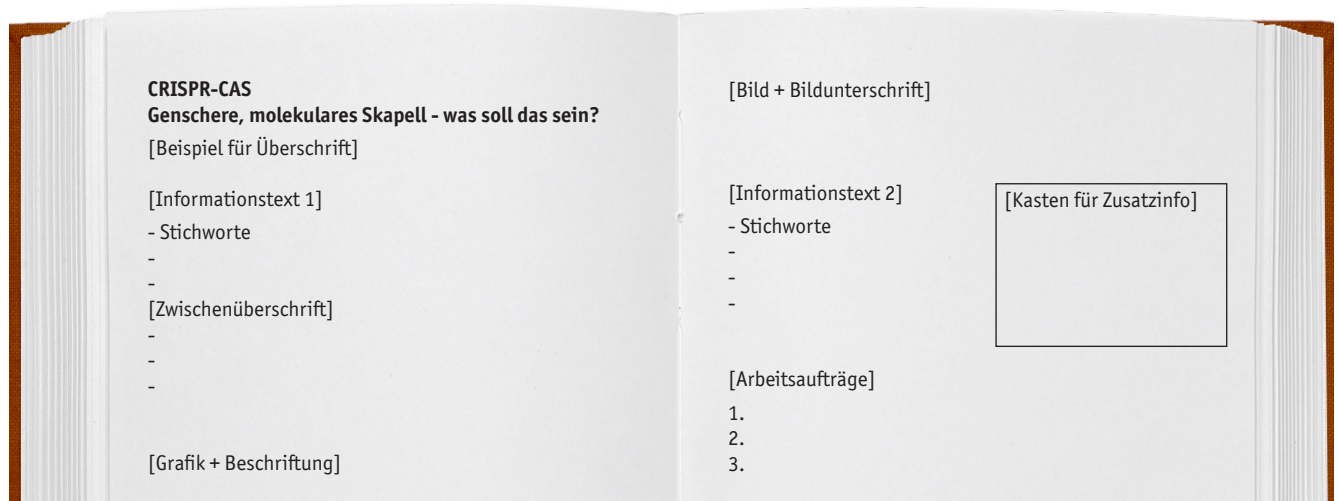 CRISPR-CAS
Genschere, molekulares Skapell - was soll das sein?
[Beispiel für Überschrift]
[Informationstext 1]
- Stichworte
-
-
[Zwischenüberschrift]
-
-
-
[Grafik + Beschriftung]
[Bild + Bildunterschrift]
[Informationstext 2]
- Stichworte
-
-
-
[Kasten für Zusatzinfo]
[Arbeitsaufträge]
1.
2.
3.